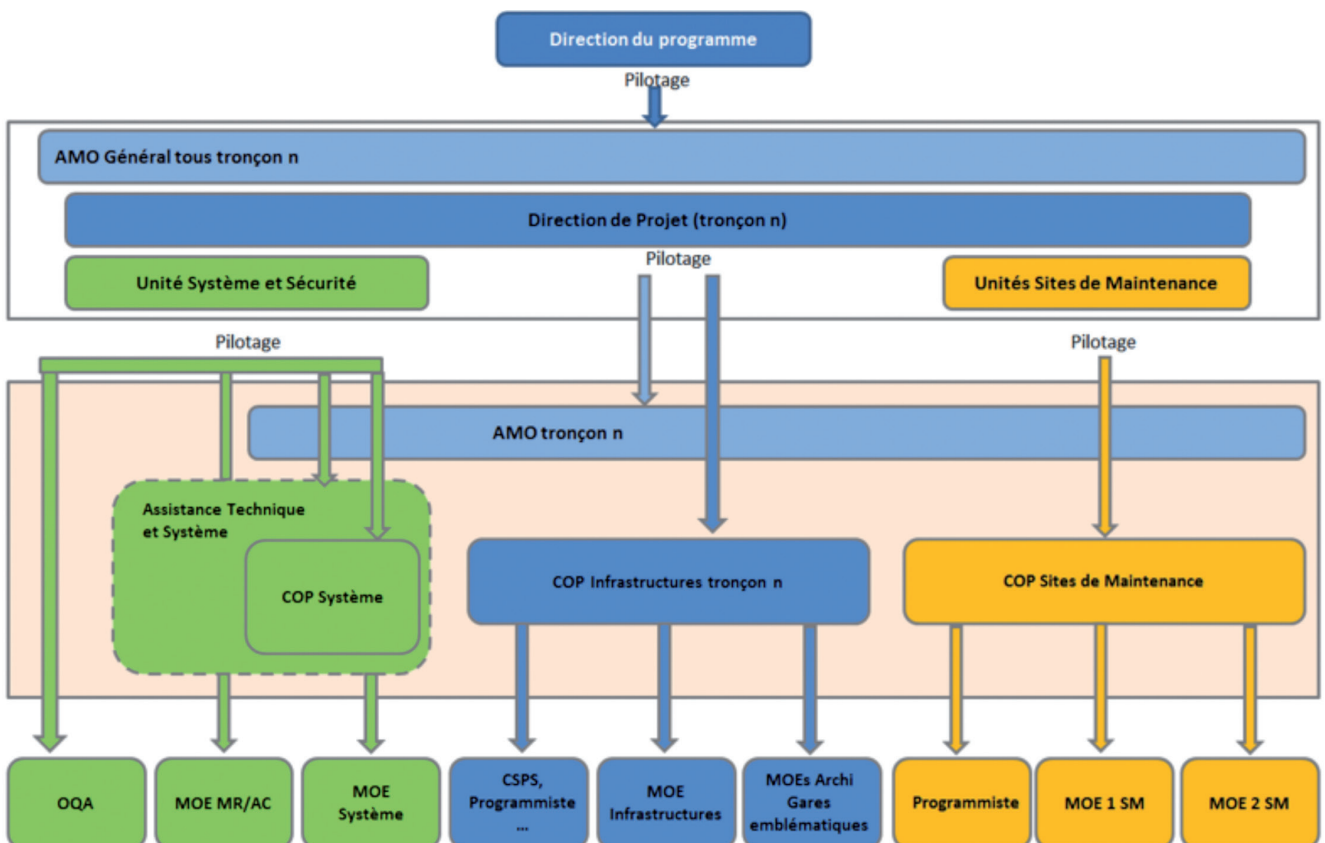 Direction du programme
Pilotage
AMO Général tous tronçon n
Direction de Projet (tronçon n)
Pilotage
Unité Système et Sécurité
Unités Sites de Maintenance
Pilotage
Pilotage
AMO tronçon n
Assistance Technique
et Système
COP Système
COP Infrastructures tronçon n
COP Sites de Maintenance
OQA
MOE MR/AC
MOE
Système
CSPS,
Programmiste
...
MOE
Infrastructures
MOEs Archi
Gares
emblématiques
Programmiste
MOE 1 SM
MOE 2 SM